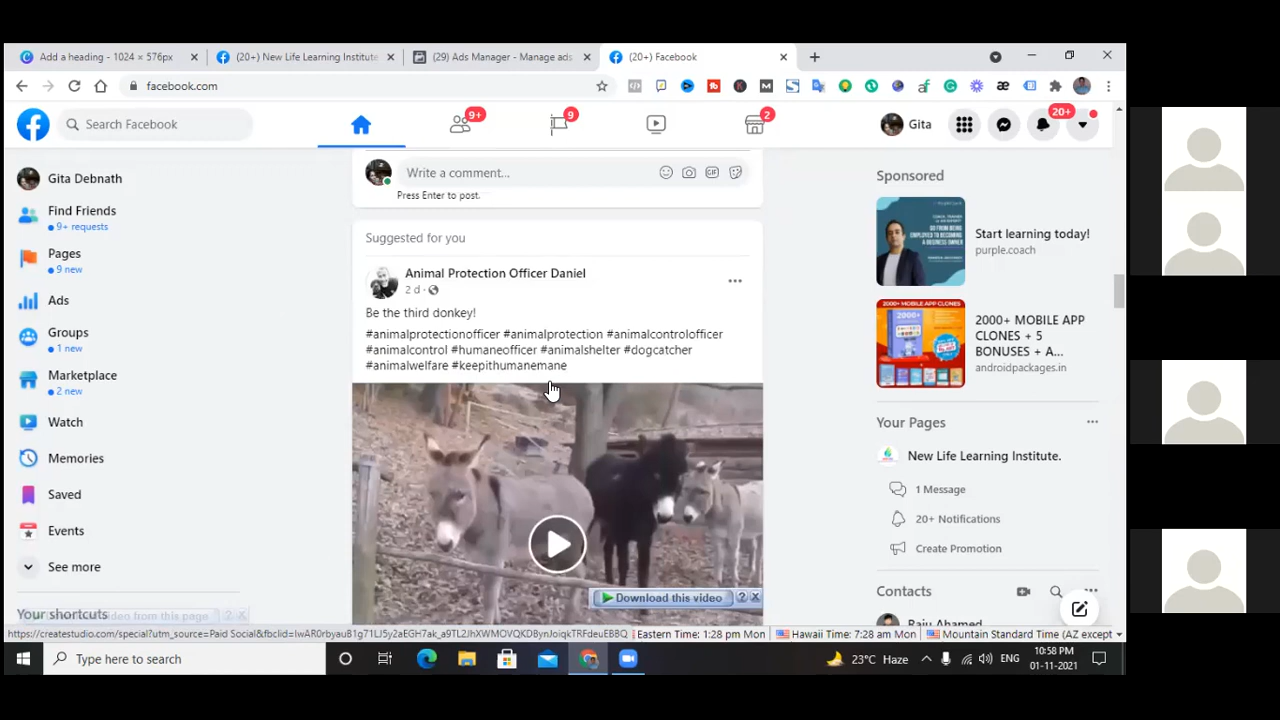 Add a heading - 1024 × 576px
(20+) New Life Learning Institute
(29) Ads Manager - Manage ads
(20+) Facebook
facebook.com
Search Facebook
9+
9
2
Gita
20+
Gita Debnath
Find Friends
9+ requests
Pages
9 new
Ads
Groups
1 new
Marketplace
2 new
Watch
Memories
Saved
Events
See more
Your shortcuts
Write a comment...
GIF
Press Enter to post.
Suggested for you
Animal Protection Officer Daniel
2 d ·
Be the third donkey!
#animalprotectionofficer #animalprotection #animalcontrolofficer
#animalcontrol #humaneofficer #animalshelter #dogcatcher
#animalwelfare #keepithumanemane
Download this video
Sponsored
Start learning today!
purple.coach
2000+ MOBILE APP CLONES
2000+ MOBILE APP
CLONES + 5
BONUSES + A...
androidpackages.in
Your Pages
New Life Learning Institute.
1 Message
20+ Notifications
Create Promotion
Contacts
Raju Ahamed
Eastern Time: 1:28 pm Mon
Hawaii Time: 7:28 am Mon
Mountain Standard Time (AZ except
Type here to search
23°C Haze
ENG
10:58 PM
01-11-2021